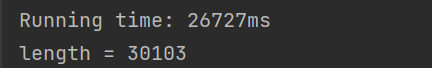 Running time: 26727ms
length = 30103